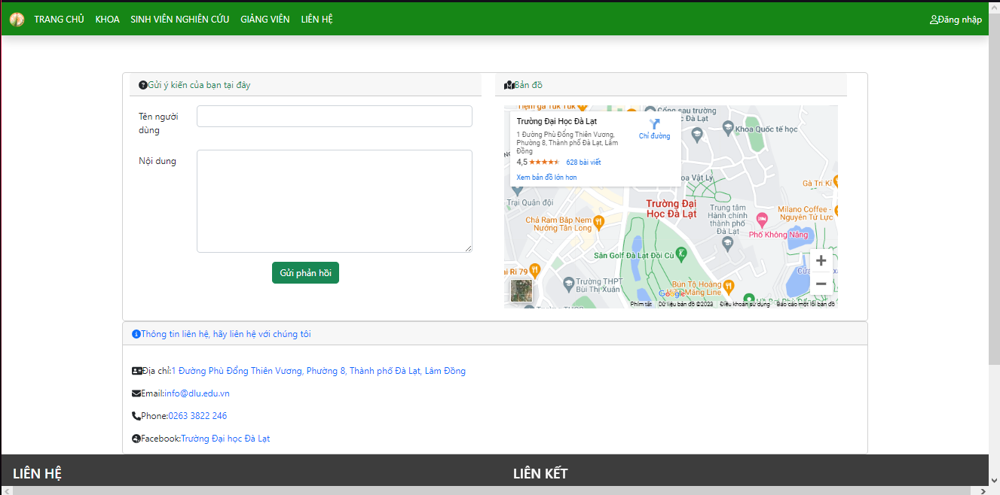 TRANG CHỦ KHOA SINH VIÊN NGHIÊN CỨU GIẢNG VIÊN LIÊN HỆ Đăng nhập
Gửi ý kiến của bạn tại đây
Tên người
dùng
Nội dung
Gửi phản hồi
Bản đồ
Tiệm gà Tuk Tuk
Cổng sau trường
Trường Đại Học Đà Lạt
1 Đường Phù Đổng Thiên Vương,
Phường 8, Thành phố Đà Lạt, Lâm
Đồng
4,5 628 bài viết
Xem bản đồ lớn hơn
Chỉ đường
c Đà Lạt
Khoa Quốc tế học
oa Vật Lý
Gà Tri Kỉ
Trại Quân đội
Trường Đại
Học Đà Lạt
Trung tâm
Hành chính
thành phố
Đà Lạt
Milano Coffee -
Nguyên Tử Lực
Chả Ram Bắp Nem
Nướng Tân Long
Phố Không Nắng
Sân Golf Đà Lạt Đồi Cù
ai Ri 79
Trường THPT
Bùi Thị Xuân
Bún Tô Hoàng
Măng Line
Google
Phím tắt Dữ liệu bản đồ ©2023 Điều khoản sử dụng Báo cáo một lỗi bản đồ
Thông tin liên hệ, hãy liên hệ với chúng tôi
Địa chỉ:1 Đường Phù Đổng Thiên Vương, Phường 8, Thành phố Đà Lạt, Lâm Đồng
Email:info@dlu.edu.vn
Phone:0263 3822 246
Facebook:Trường Đại học Đà Lạt
LIÊN HỆ LIÊN KẾT